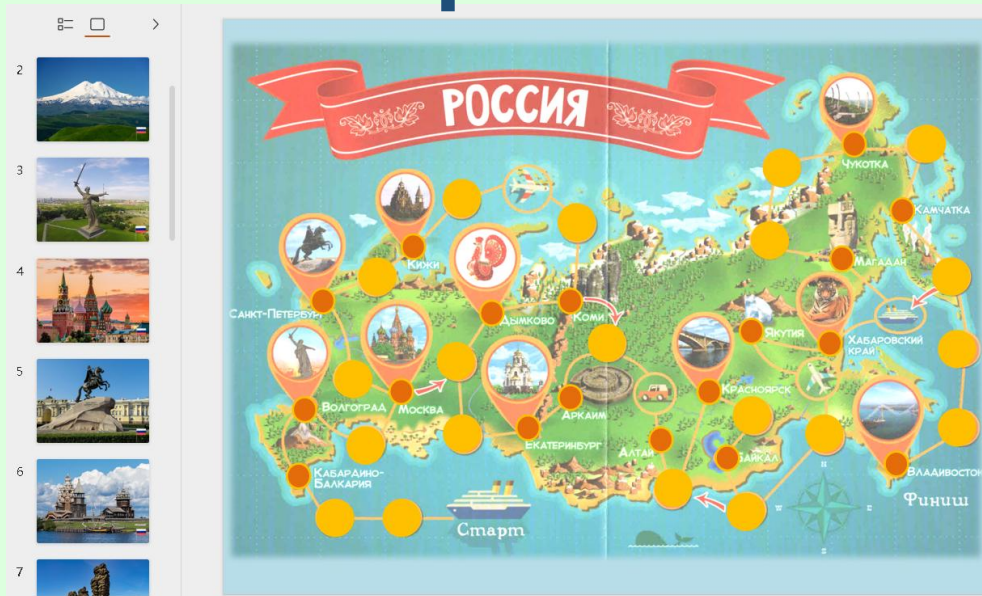 2
3
4
5
6
7
РОССИЯ
ЧУКОТКА
КАМЧАТКА
МАГАДАН
КИЖИ
САНКТ-ПЕТЕРБУРГ
ДЫМКОВО
КОМИ
ЯКУТИЯ
ХАБАРОВСКИЙ
КРАЙ
ВОЛГОГРАД
МОСКВА
КРАСНОЯРСК
АРКАИМ
ЕКАТЕРИНБУРГ
АЛТАЙ
БАЙКАЛ
КАБАРДИНО-
БАЛКАРИЯ
ВЛАДИВОСТОК
Финиш
Старт
N
W
E
S